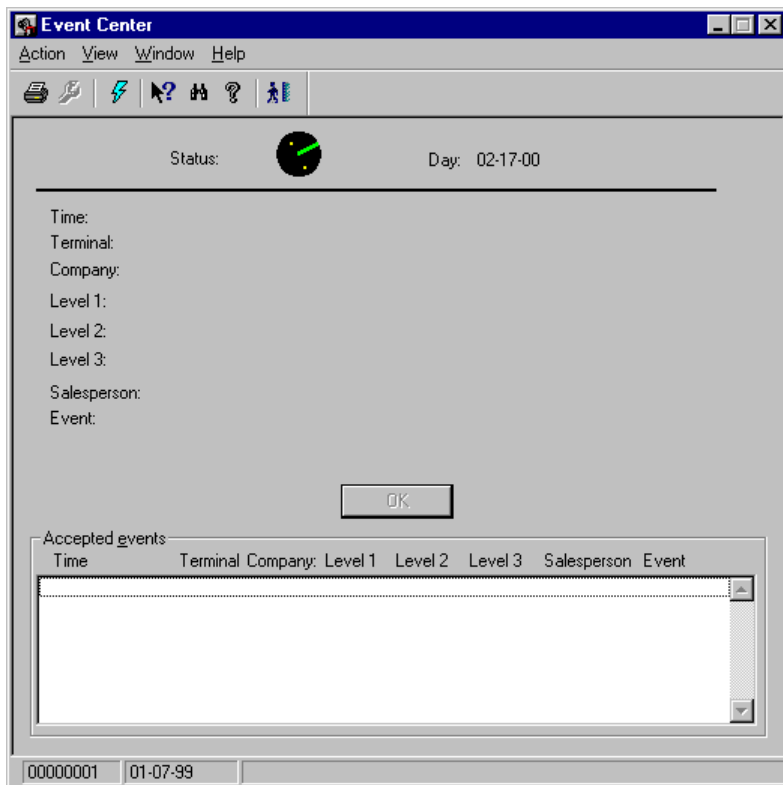 Event Center
Action View Window Help
Status: Day: 02-17-00
Time:
Terminal:
Company:
Level 1:
Level 2:
Level 3:
Salesperson:
Event:
OK
Accepted events
Time Terminal Company: Level 1 Level 2 Level 3 Salesperson Event
00000001 01-07-99